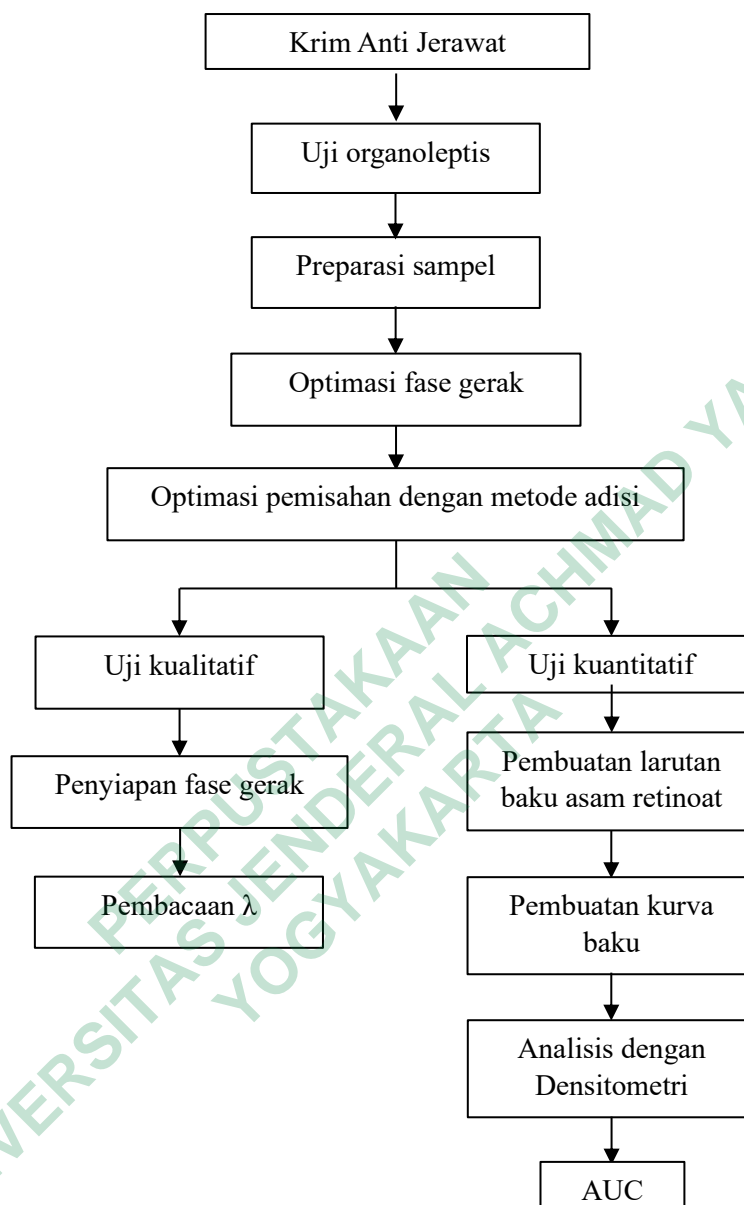 Krim Anti Jerawat
Uji organoleptis
Preparasi sampel
Optimasi fase gerak
Optimasi pemisahan dengan metode adisi
Uji kualitatif
Penyiapan fase gerak
Pembacaan λ
Uji kuantitatif
Pembuatan larutan
baku asam retinoat
Pembuatan kurva
baku
Analisis dengan
Densitometri
AUC
PERPUSTAKAAN
JENDERAL ACHMAD
YOGYAKARTA